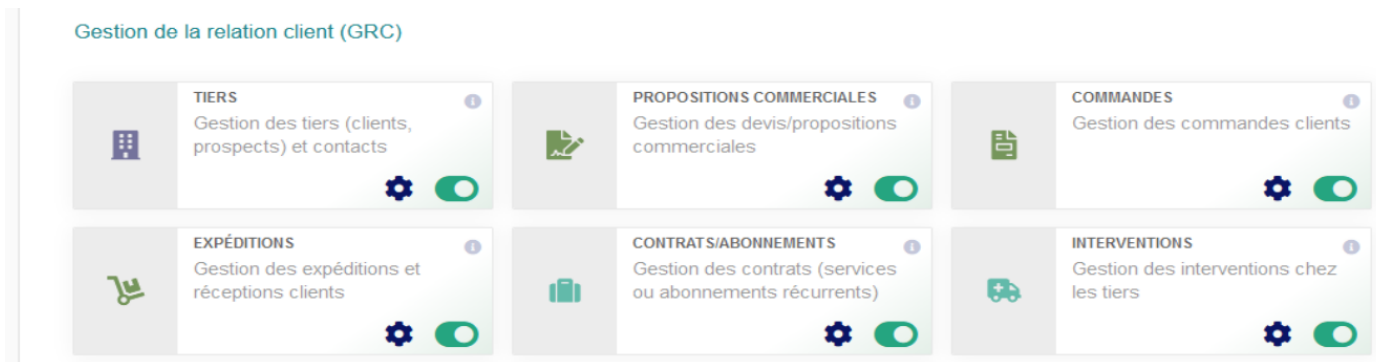 Gestion de la relation client (GRC)
TIERS
Gestion des tiers (clients,
prospects) et contacts
PROPOSITIONS COMMERCIALES
Gestion des devis/propositions
commerciales
COMMANDES
Gestion des commandes clients
EXPÉDITIONS
Gestion des expéditions et
réceptions clients
CONTRATS/ABONNEMENTS
Gestion des contrats (services
ou abonnements récurrents)
INTERVENTIONS
Gestion des interventions chez
les tiers